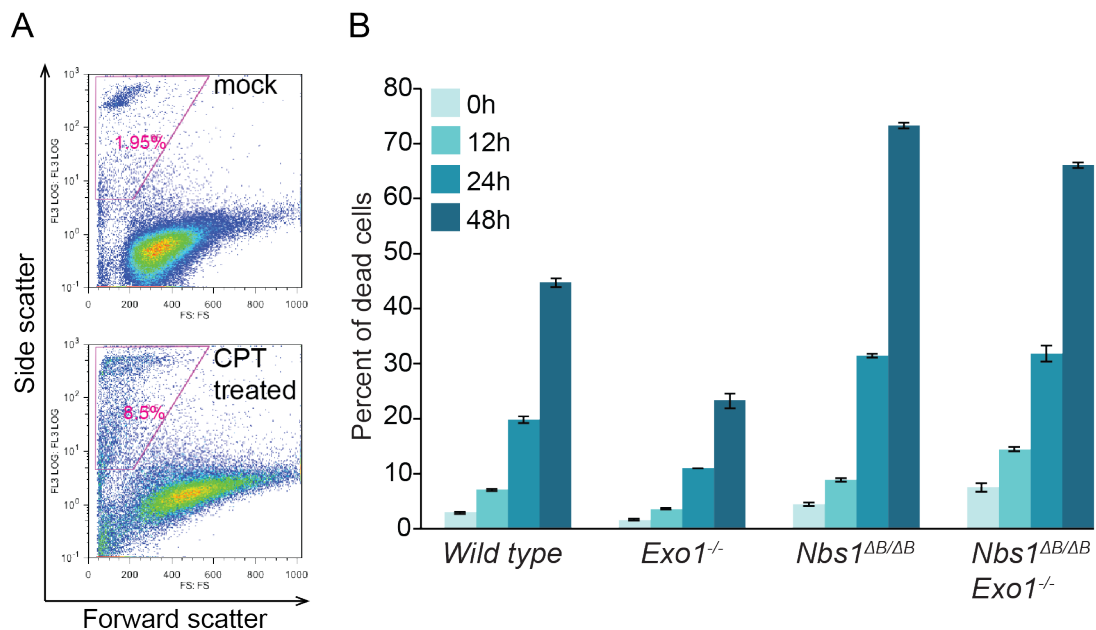 A
B
Side scatter
FL3 LOG: FL3 LOG
10³
10²
10¹
10⁰
10⁻¹
mock
1.95%
0 200 400 600 800 1000
FS: FS
FL3 LOG: FL3 LOG
10³
10²
10¹
10⁰
10⁻¹
CPT
treated
8.5%
0 200 400 600 800 1000
FS: FS
Forward scatter
Percent of dead cells
80
70
60
50
40
30
20
10
0
0h
12h
24h
48h
Wild type
Exo1⁻/⁻
Nbs1ΔB/ΔB
Nbs1ΔB/ΔB
Exo1⁻/⁻